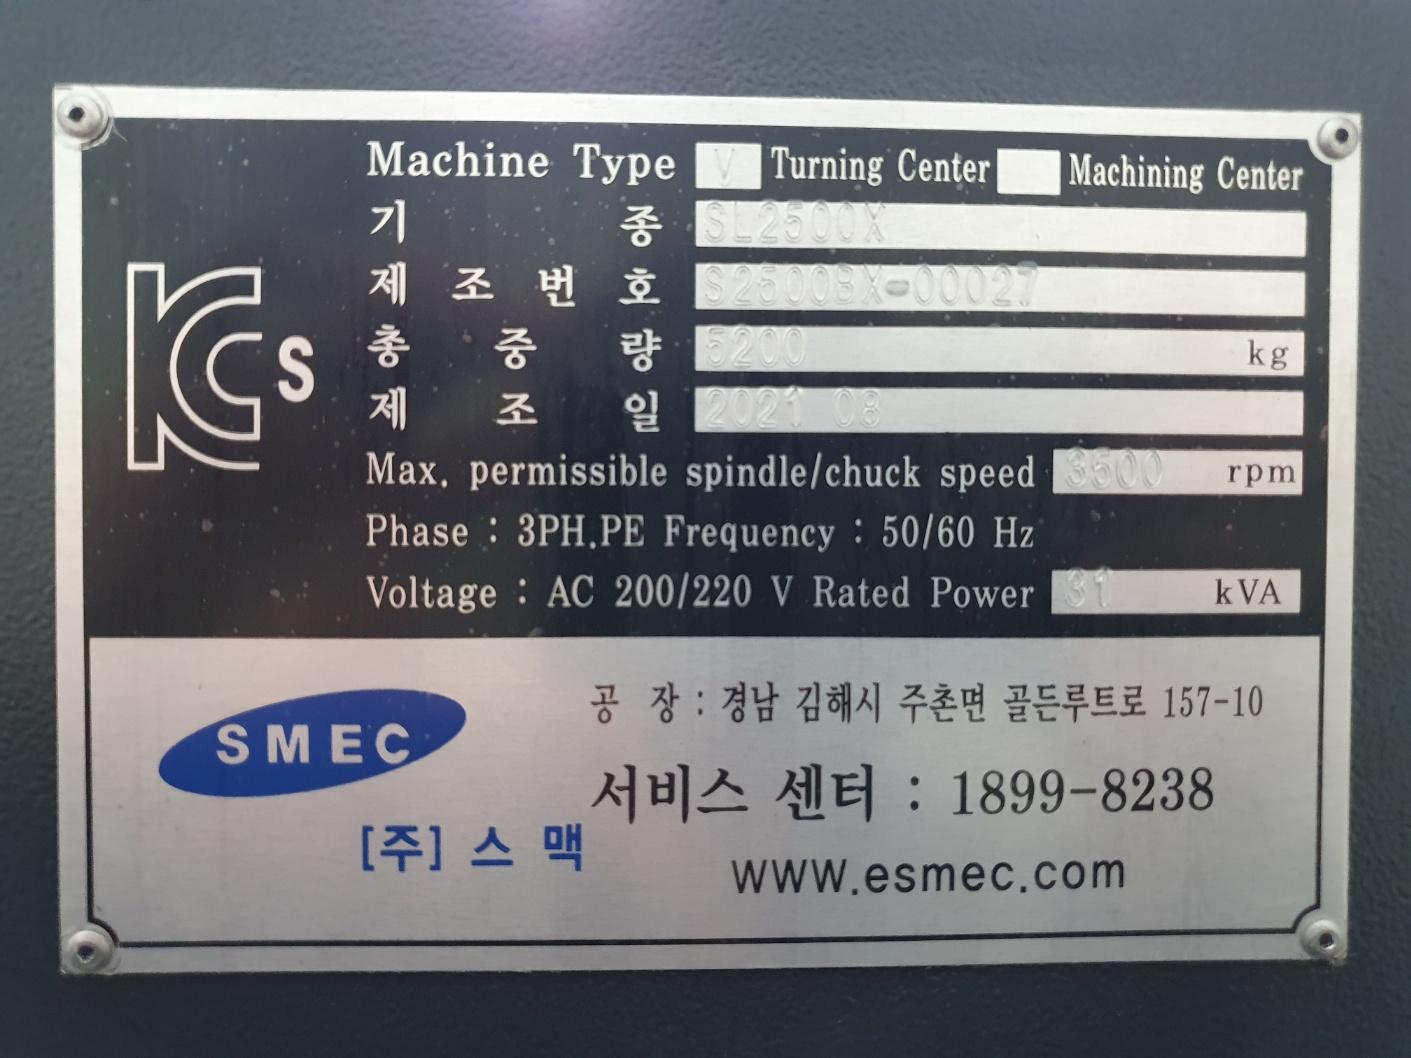 Machine Type V Turning Center Machining Center
기 종 SL2500X
제 조 번 호 S2500BX-00027
총 중 량 5200 kg
제 조 일 2021 08
Max. permissible spindle/chuck speed 3500 rpm
Phase : 3PH.PE Frequency : 50/60 Hz
Voltage : AC 200/220 V Rated Power 31 kVA
KCs
SMEC
[주] 스 맥
공 장 : 경남 김해시 주촌면 골든루트로 157-10
서비스 센터 : 1899-8238
www.esmec.com